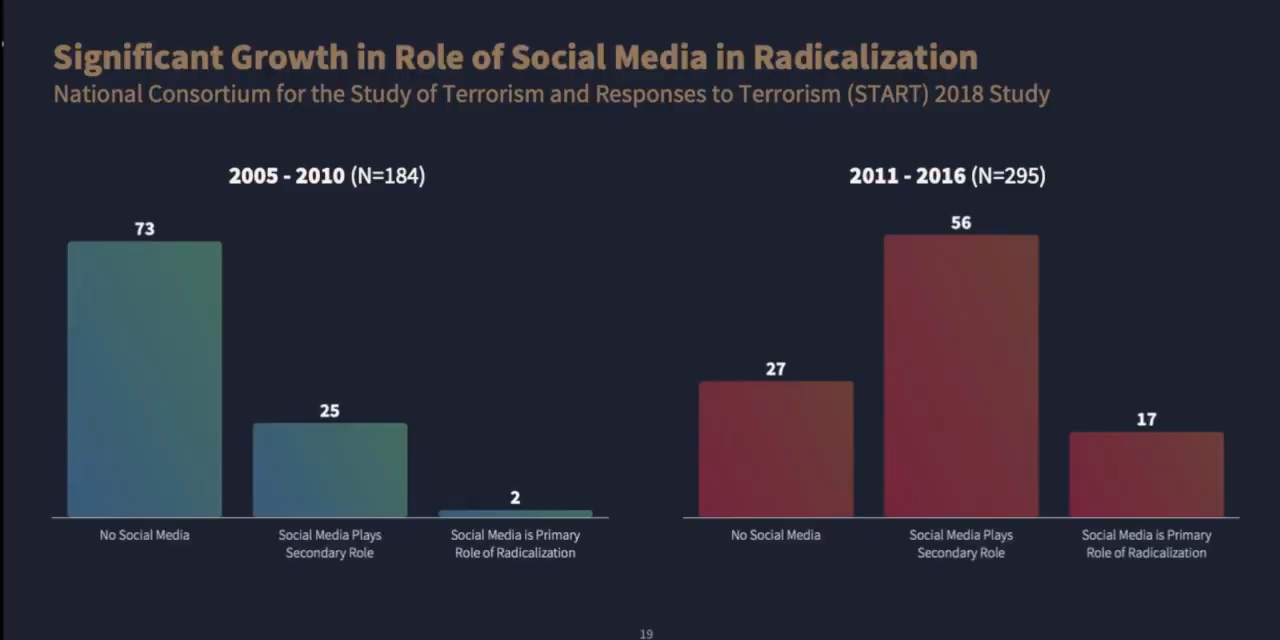 Significant Growth in Role of Social Media in Radicalization
National Consortium for the Study of Terrorism and Responses to Terrorism (START) 2018 Study
2005 - 2010 (N=184)
73
25
2
No Social Media
Social Media Plays
Secondary Role
Social Media is Primary
Role of Radicalization
2011 - 2016 (N=295)
27
56
17
No Social Media
Social Media Plays
Secondary Role
Social Media is Primary
Role of Radicalization
19